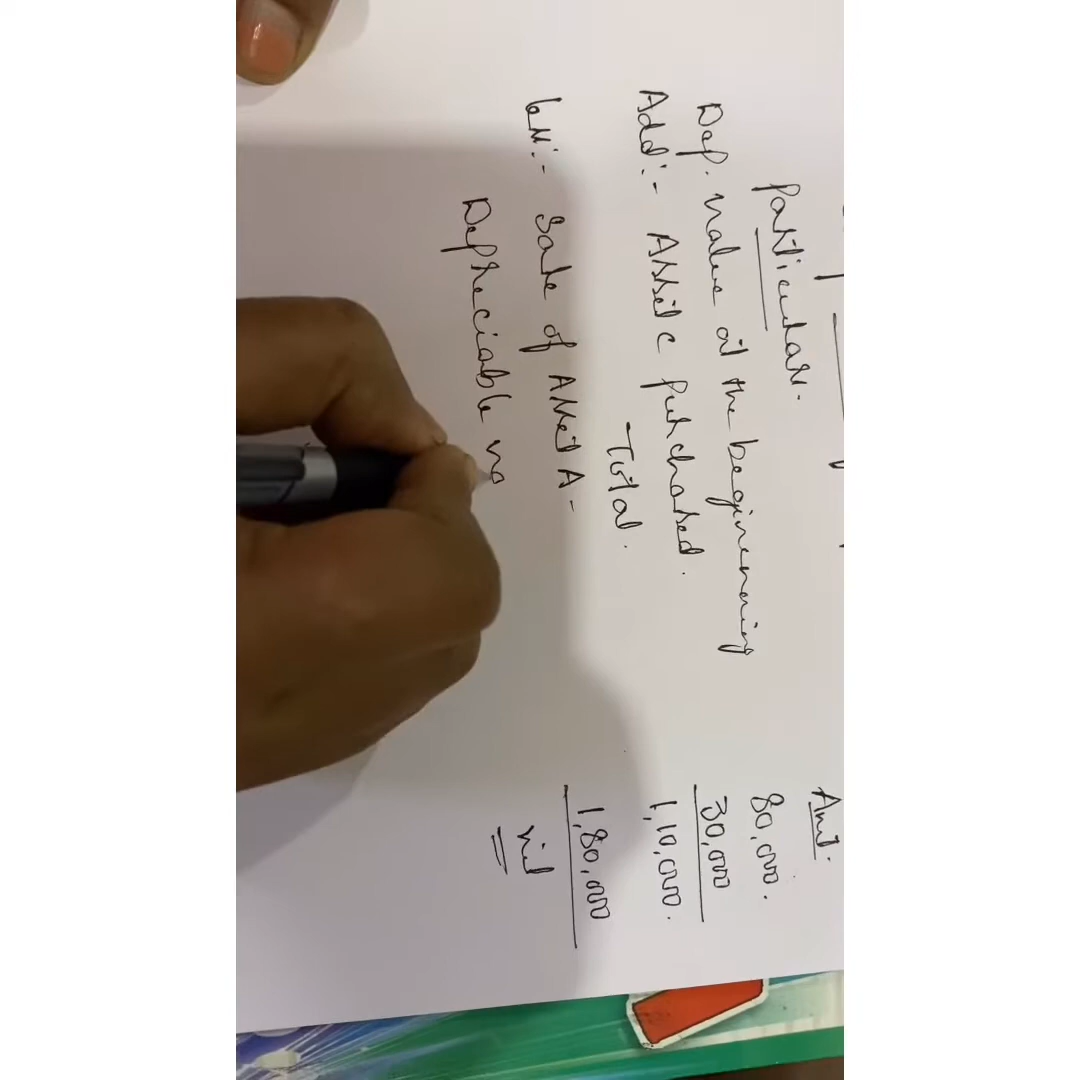 Particulars. Amt.
Dep. value at the beginening 80,000.
Add:- Asset C purchased. 30,000
Total. 1,10,000.
less:- Sale of Asset A- 1,80,000
nil
Depreciable va